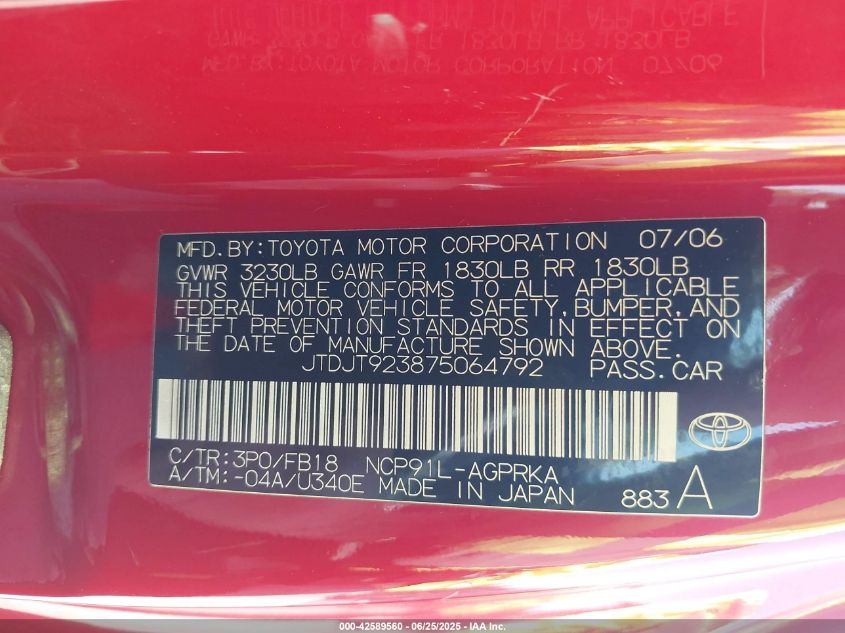 MFD.BY:TOYOTA MOTOR CORPORATION 07/06
GVWR 3230LB GAWR FR 1830LB RR 1830LB
THIS VEHICLE CONFORMS TO ALL APPLICABLE
FEDERAL MOTOR VEHICLE SAFETY,BUMPER,AND
THEFT PREVENTION STANDARDS IN EFFECT ON
THE DATE OF MANUFACTURE SHOWN ABOVE.
JTDJT923875064792 PASS.CAR
C/TR:3P0/FB18 NCP91L-AGPRKA
A/TM:-04A/U340E MADE IN JAPAN 883 A
000-42589560 - 06/25/2025 - IAA Inc.